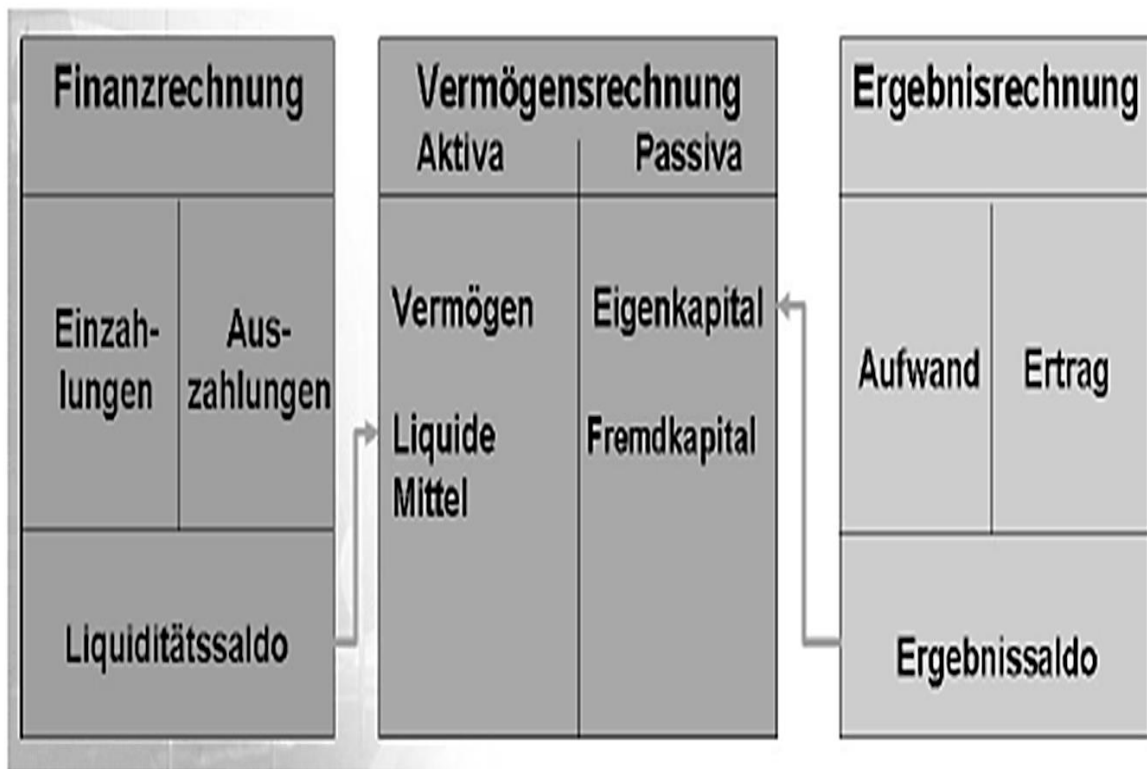 Finanzrechnung
Einzah-
lungen
Aus-
zahlungen
Liquiditätssaldo
Vermögensrechnung
Aktiva
Passiva
Vermögen
Liquide
Mittel
Eigenkapital
Fremdkapital
Ergebnisrechnung
Aufwand
Ertrag
Ergebnissaldo